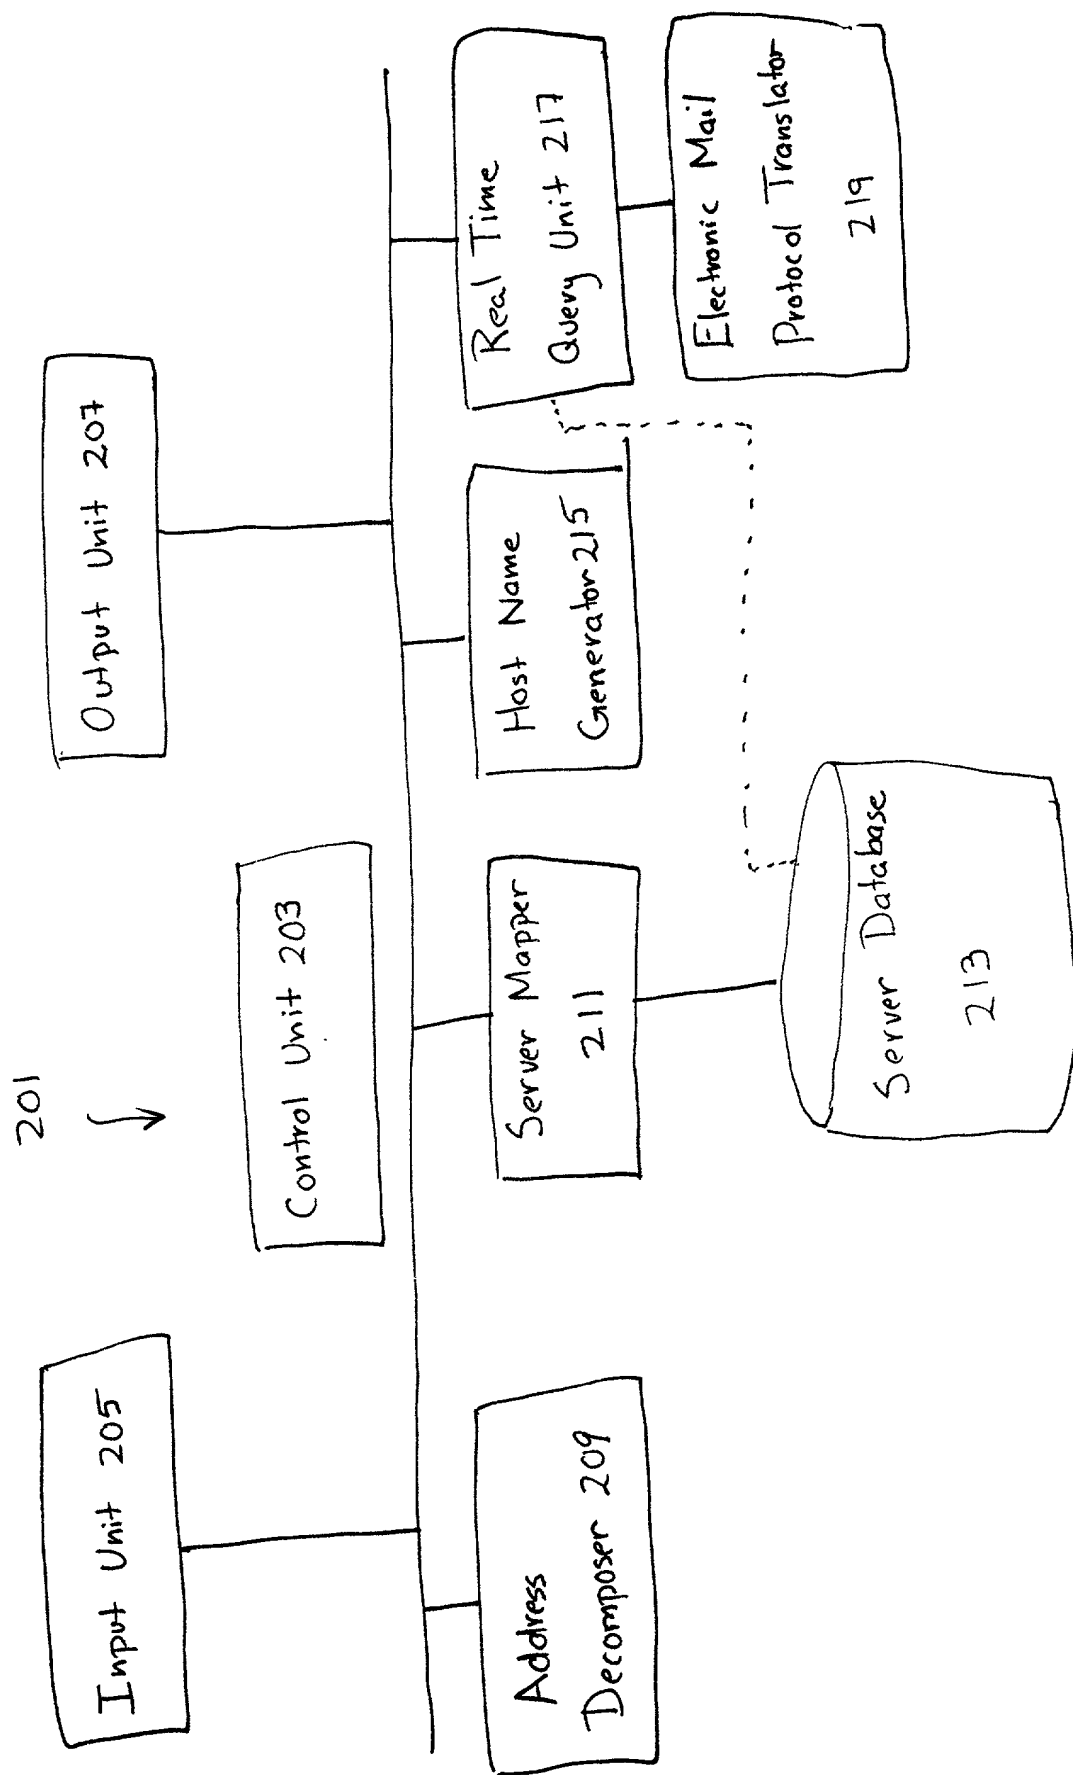 201
Input Unit 205
Output Unit 207
Control Unit 203
Address
Decomposer 209
Server Mapper
211
Host Name
Generator 215
Real Time
Query Unit 217
Server Database
213
Electronic Mail
Protocol Translator
219